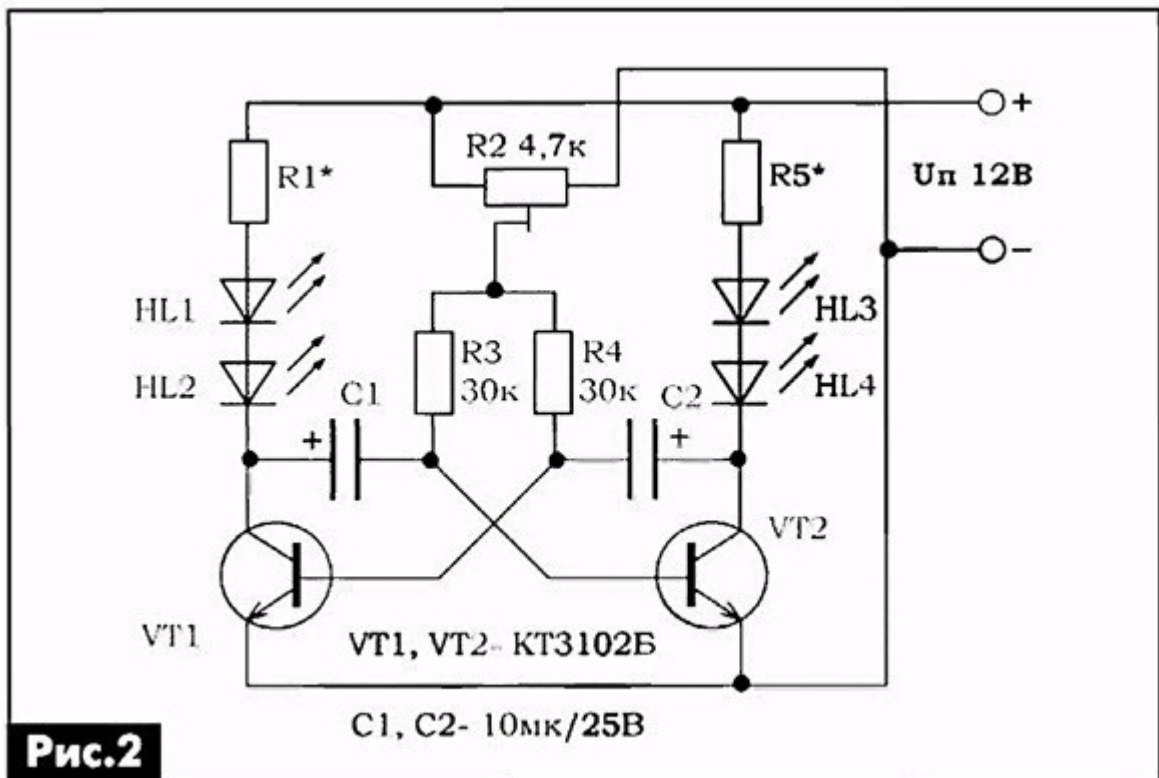 R2 4,7к
+
R1*
R5*
Uп 12В
−
HL1
HL3
HL2
R3
30к
R4
30к
HL4
C1
C2
+
+
VT2
VT1
VT1, VT2- КТ3102Б
C1, C2- 10мк/25В
Рис.2